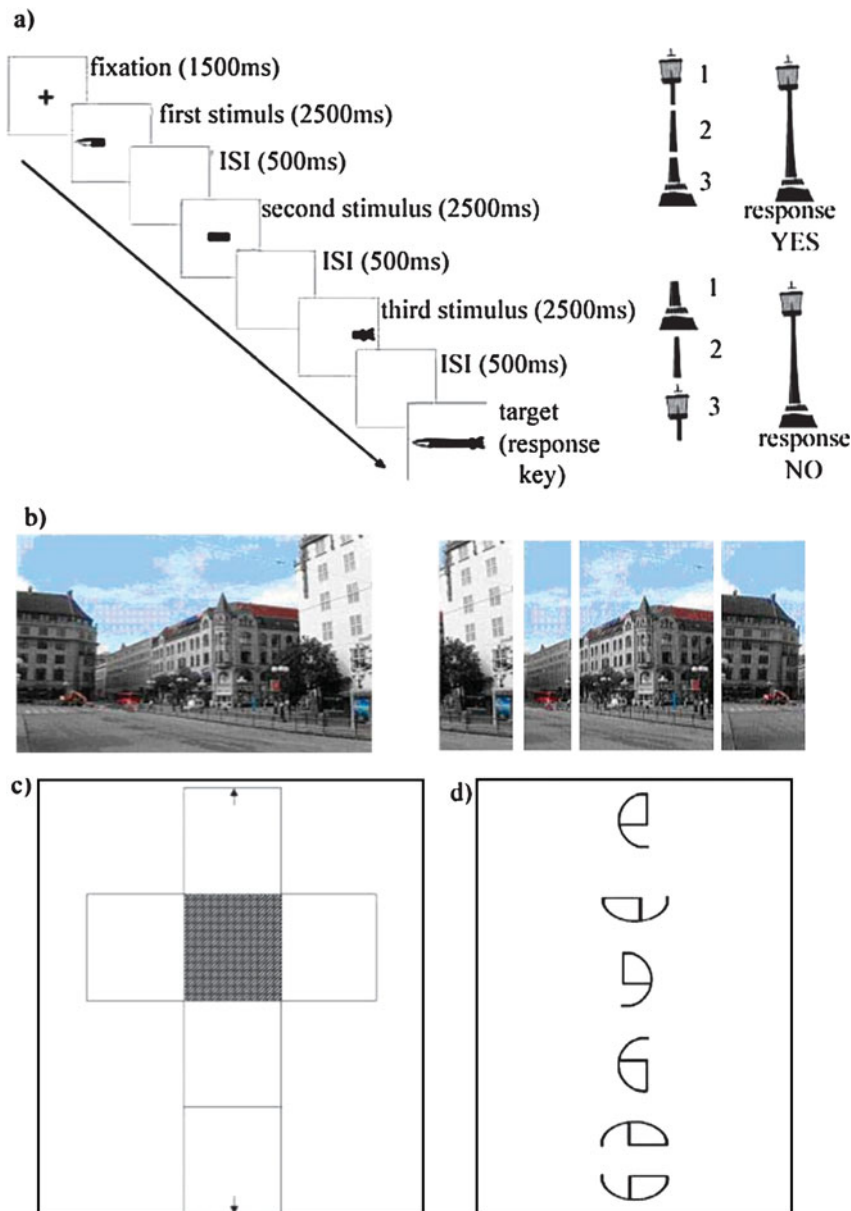 a)
fixation (1500ms)
first stimuls (2500ms)
ISI (500ms)
second stimulus (2500ms)
ISI (500ms)
third stimulus (2500ms)
ISI (500ms)
target
(response
key)
1
2
3
response
YES
1
2
3
response
NO
b)
c)
d)